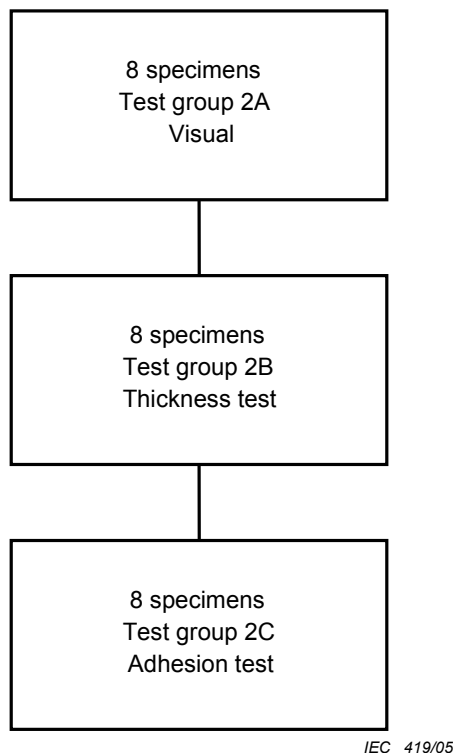 8 specimens
Test group 2A
Visual
8 specimens
Test group 2B
Thickness test
8 specimens
Test group 2C
Adhesion test
IEC 419/05